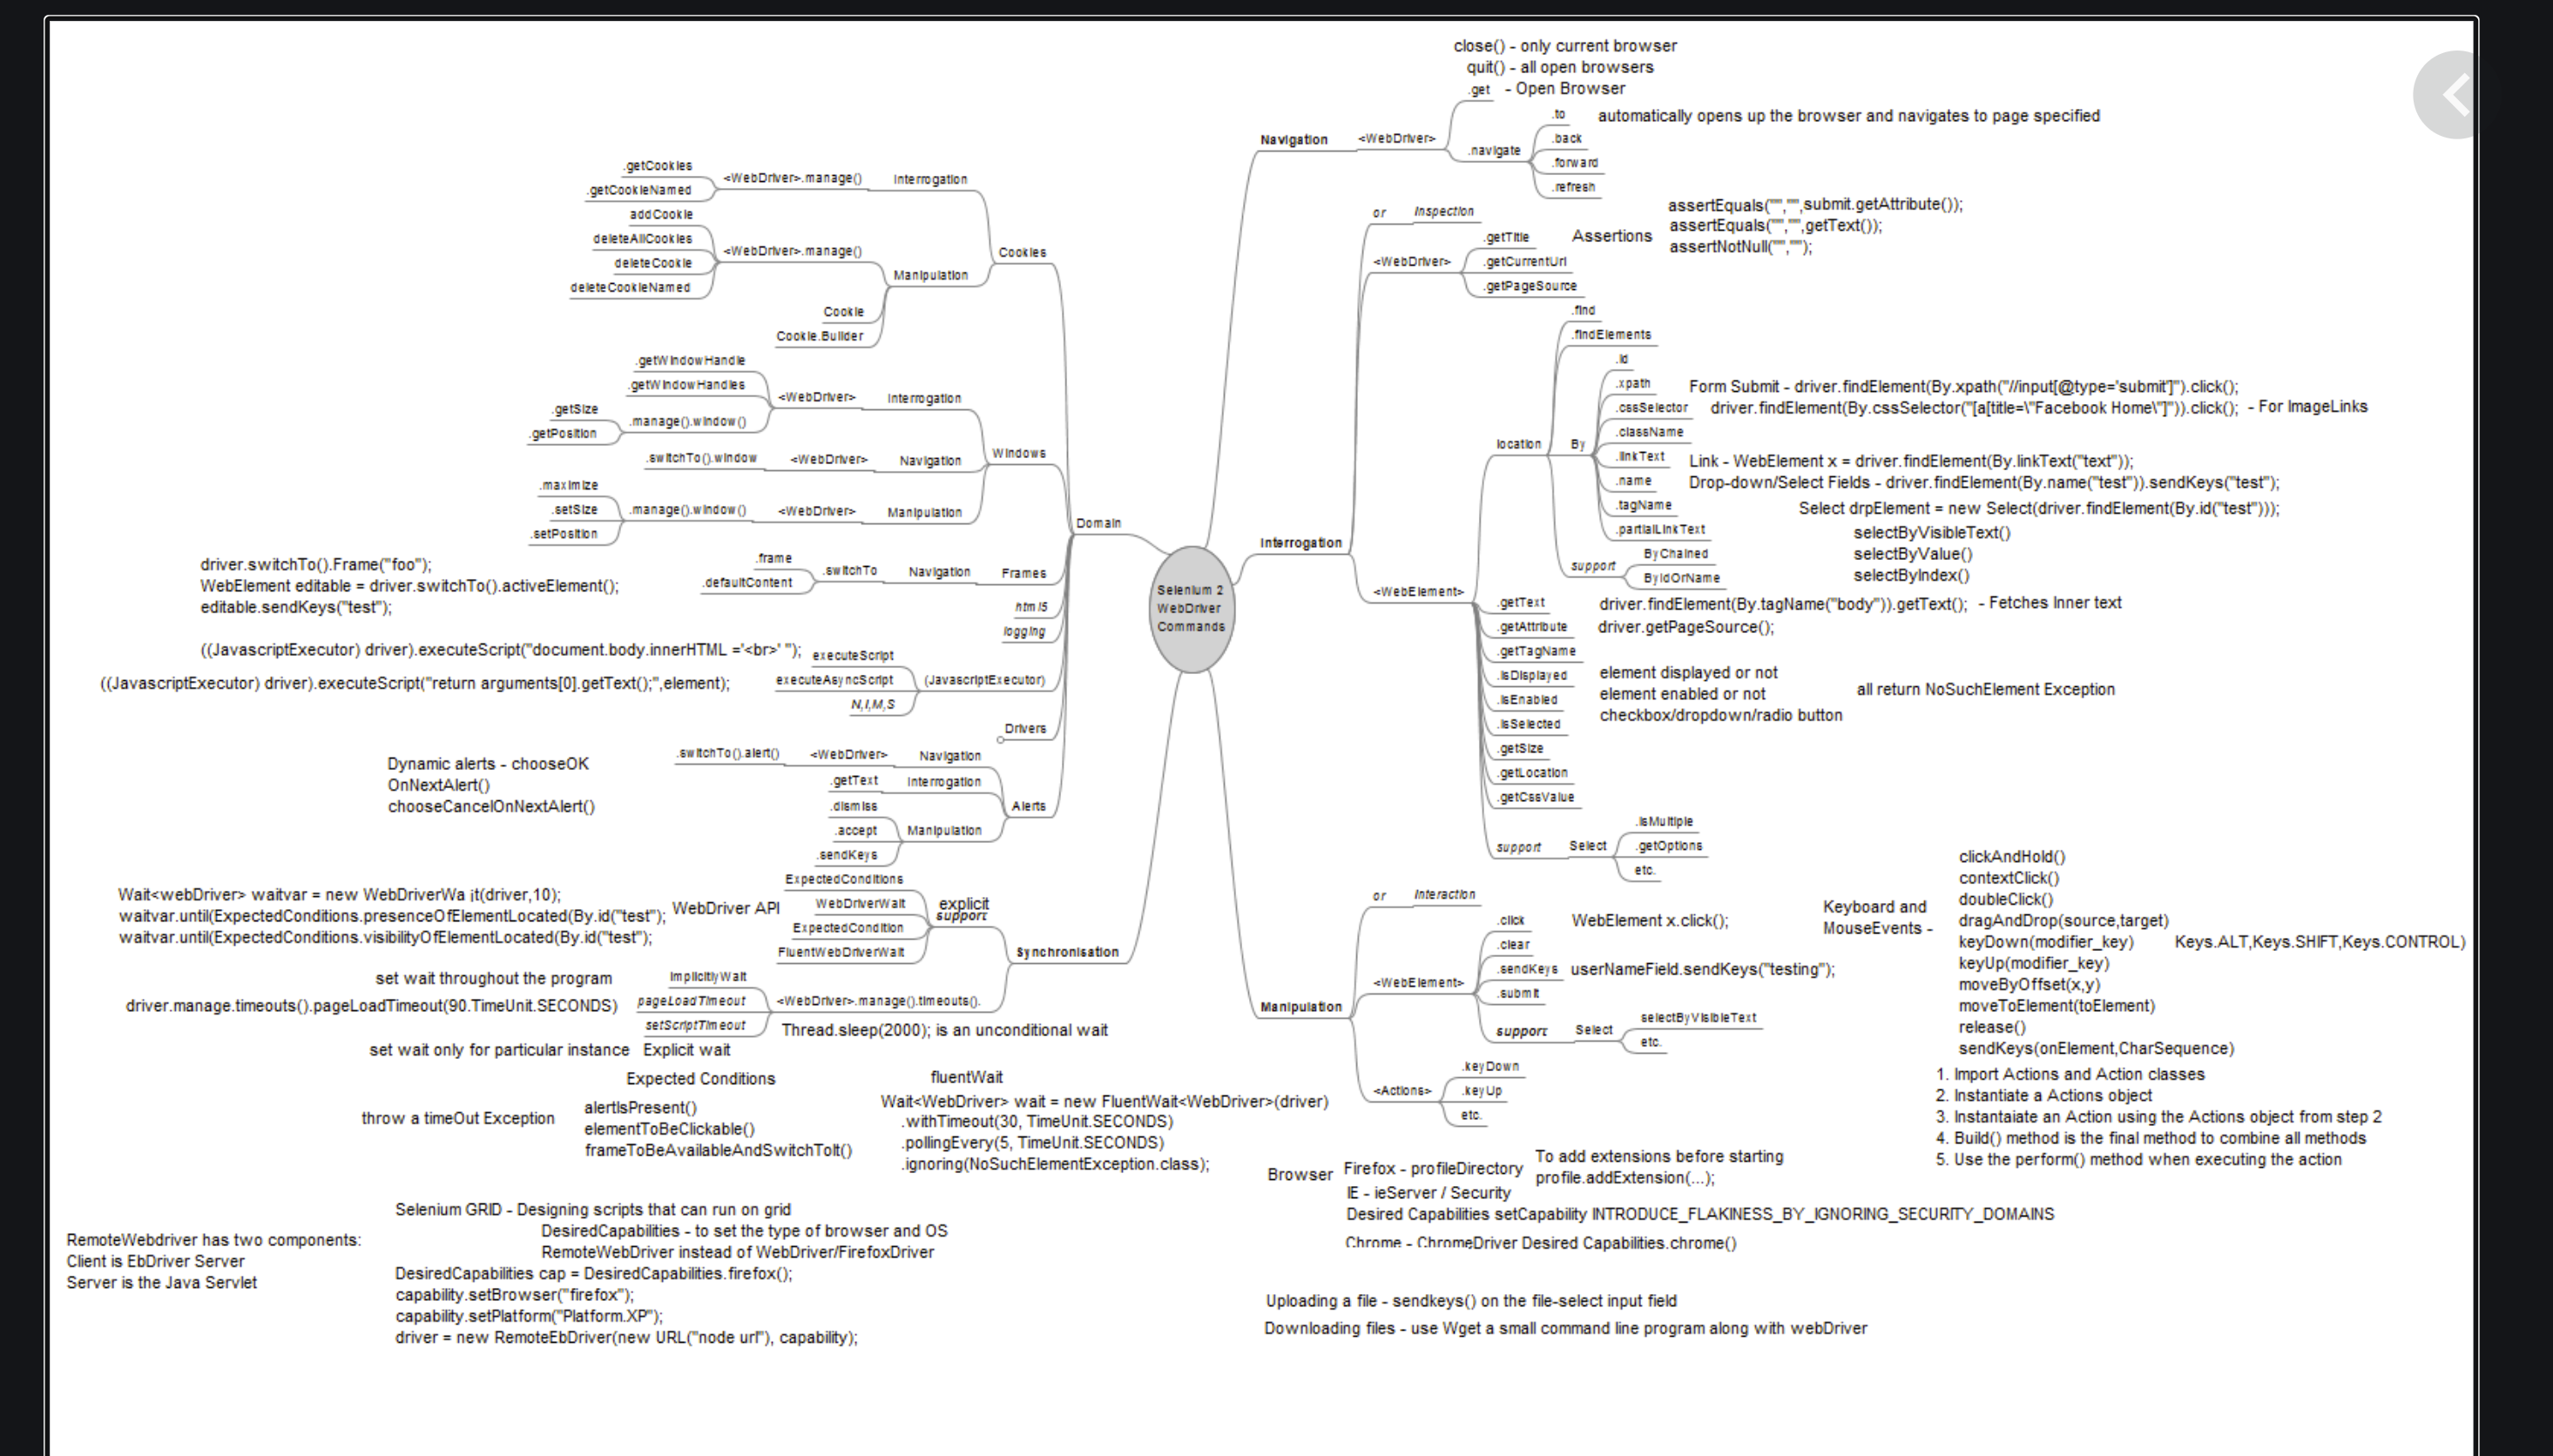 close() - only current browser
quit() - all open browsers
.get - Open Browser
.to automatically opens up the browser and navigates to page specified
Navigation <WebDriver>
.back
.navigate
.forward
.refresh
or Inspection
assertEquals("","",submit.getAttribute());
assertEquals("","",getText());
assertNotNull("","");
Assertions
.getTitle
<WebDriver> .getCurrentUrl
.getPageSource
.find
.findElements
.id
.xpath Form Submit - driver.findElement(By.xpath("//input[@type='submit']").click();
.cssSelector driver.findElement(By.cssSelector("[a[title=\"Facebook Home\"]")).click(); - For ImageLinks
.className
location By
.linkText Link - WebElement x = driver.findElement(By.linkText("text"));
.name Drop-down/Select Fields - driver.findElement(By.name("test")).sendKeys("test");
.tagName Select drpElement = new Select(driver.findElement(By.id("test")));
.partialLinkText selectByVisibleText()
selectByValue()
selectByIndex()
ByChained
support
ByIdOrName
Interrogation
<WebElement>
.getText driver.findElement(By.tagName("body")).getText(); - Fetches Inner text
.getAttribute driver.getPageSource();
.getTagName
.isDisplayed element displayed or not
.isEnabled element enabled or not all return NoSuchElement Exception
.isSelected checkbox/dropdown/radio button
.getSize
.getLocation
.getCssValue
.isMultiple
support Select .getOptions
etc.
or Interaction
.click WebElement x.click();
.clear
<WebElement> .sendKeys userNameField.sendKeys("testing");
.submit
selectByVisibleText
support Select
etc.
Manipulation
.keyDown
<Actions> .keyUp
etc.
Keyboard and
MouseEvents -
clickAndHold()
contextClick()
doubleClick()
dragAndDrop(source,target)
keyDown(modifier_key) Keys.ALT,Keys.SHIFT,Keys.CONTROL)
keyUp(modifier_key)
moveByOffset(x,y)
moveToElement(toElement)
release()
sendKeys(onElement,CharSequence)
1. Import Actions and Action classes
2. Instantiate a Actions object
3. Instantaiate an Action using the Actions object from step 2
4. Build() method is the final method to combine all methods
5. Use the perform() method when executing the action
Browser Firefox - profileDirectory
To add extensions before starting
profile.addExtension(...);
IE - ieServer / Security
Desired Capabilities setCapability INTRODUCE_FLAKINESS_BY_IGNORING_SECURITY_DOMAINS
Chrome - ChromeDriver Desired Capabilities.chrome()
Uploading a file - sendkeys() on the file-select input field
Downloading files - use Wget a small command line program along with webDriver
Selenium 2
WebDriver
Commands
Domain
Cookies
Interrogation <WebDriver>.manage()
.getCookies
.getCookieNamed
Manipulation <WebDriver>.manage()
addCookie
deleteAllCookies
deleteCookie
deleteCookieNamed
Cookie
Cookie.Builder
Windows
Interrogation <WebDriver>
.getWindowHandle
.getWindowHandles
.manage().window()
.getSize
.getPosition
Navigation <WebDriver> .switchTo().window
Manipulation <WebDriver> .manage().window()
.maximize
.setSize
.setPosition
Frames Navigation .switchTo
.frame
.defaultContent
driver.switchTo().Frame("foo");
WebElement editable = driver.switchTo().activeElement();
editable.sendKeys("test");
html5
logging
((JavascriptExecutor) driver).executeScript("document.body.innerHTML ='<br>' ");
((JavascriptExecutor) driver).executeScript("return arguments[0].getText();",element);
(JavascriptExecutor)
executeScript
executeAsyncScript
N,I,M,S
Drivers
Alerts
Navigation <WebDriver> .switchTo().alert()
Interrogation .getText
Manipulation
.dismiss
.accept
.sendKeys
Dynamic alerts - chooseOK
OnNextAlert()
chooseCancelOnNextAlert()
Synchronisation
explicit
support
ExpectedConditions
WebDriverWait
ExpectedCondition
FluentWebDriverWait
WebDriver API
Wait<webDriver> waitvar = new WebDriverWa it(driver,10);
waitvar.until(ExpectedConditions.presenceOfElementLocated(By.id("test");
waitvar.until(ExpectedConditions.visibilityOfElementLocated(By.id("test");
<WebDriver>.manage().timeouts().
set wait throughout the program implicitlyWait
driver.manage.timeouts().pageLoadTimeout(90.TimeUnit.SECONDS) pageLoadTimeout
setScriptTimeout
Thread.sleep(2000); is an unconditional wait
set wait only for particular instance Explicit wait
Expected Conditions
throw a timeOut Exception
alertIsPresent()
elementToBeClickable()
frameToBeAvailableAndSwitchToIt()
fluentWait
Wait<WebDriver> wait = new FluentWait<WebDriver>(driver)
.withTimeout(30, TimeUnit.SECONDS)
.pollingEvery(5, TimeUnit.SECONDS)
.ignoring(NoSuchElementException.class);
RemoteWebdriver has two components:
Client is EbDriver Server
Server is the Java Servlet
Selenium GRID - Designing scripts that can run on grid
DesiredCapabilities - to set the type of browser and OS
RemoteWebDriver instead of WebDriver/FirefoxDriver
DesiredCapabilities cap = DesiredCapabilities.firefox();
capability.setBrowser("firefox");
capability.setPlatform("Platform.XP");
driver = new RemoteEbDriver(new URL("node url"), capability);